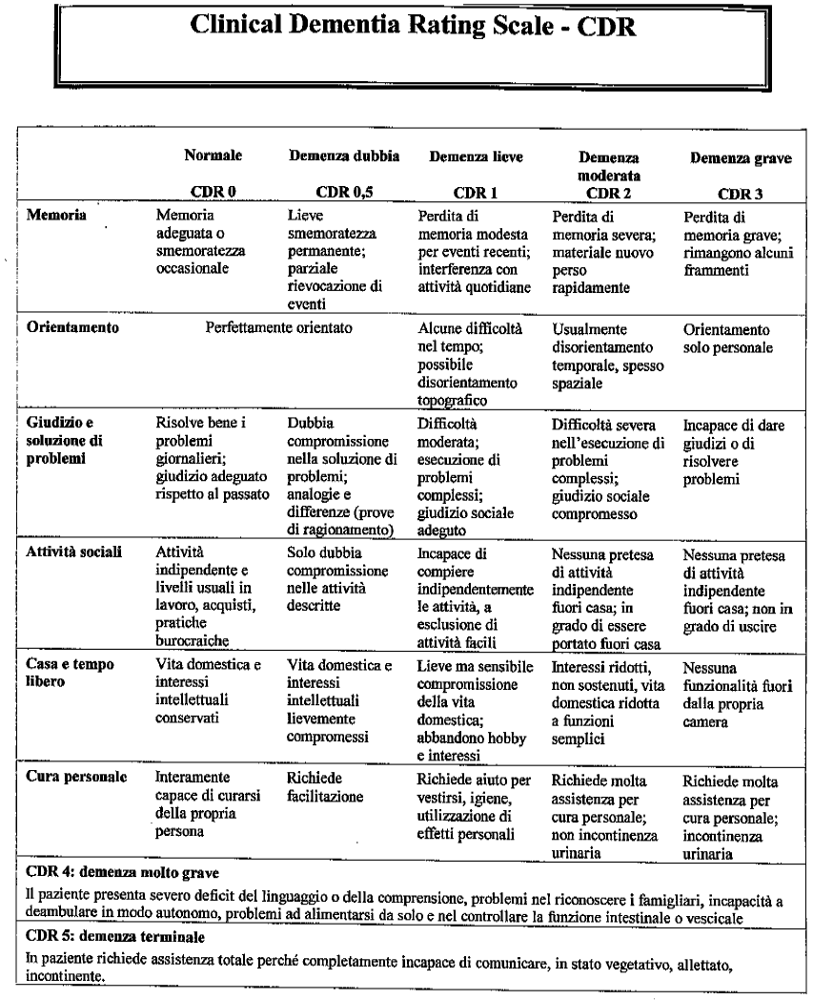 Clinical Dementia Rating Scale - CDR
Normale
CDR 0
Demenza dubbia
CDR 0,5
Demenza lieve
CDR 1
Demenza
moderata
CDR 2
Demenza grave
CDR 3
Memoria
Memoria
adeguata o
smemoratezza
occasionale
Lieve
smemoratezza
permanente;
parziale
rievocazione di
eventi
Perdita di
memoria modesta
per eventi recenti;
interferenza con
attività quotidiane
Perdita di
memoria severa;
materiale nuovo
perso
rapidamente
Perdita di
memoria grave;
rimangono alcuni
frammenti
Orientamento
Perfettamente orientato
Alcune difficoltà
nel tempo;
possibile
disorientamento
topografico
Usualmente
disorientamento
temporale, spesso
spaziale
Orientamento
solo personale
Giudizio e
soluzione di
problemi
Risolve bene i
problemi
giornalieri;
giudizio adeguato
rispetto al passato
Dubbia
compromissione
nella soluzione di
problemi;
analogie e
differenze (prove
di ragionamento)
Difficoltà
moderata;
esecuzione di
problemi
complessi;
giudizio sociale
adeguto
Difficoltà severa
nell'esecuzione di
problemi
complessi;
giudizio sociale
compromesso
Incapace di dare
giudizi o di
risolvere
problemi
Attività sociali
Attività
indipendente e
livelli usuali in
lavoro, acquisti,
pratiche
burocraiche
Solo dubbia
compromissione
nelle attività
descritte
Incapace di
compiere
indipendentemente
le attività, a
esclusione di
attività facili
Nessuna pretesa
di attività
indipendente
fuori casa; in
grado di essere
portato fuori casa
Nessuna pretesa
di attività
indipendente
fuori casa; non in
grado di uscire
Casa e tempo
libero
Vita domestica e
interessi
intellettuali
conservati
Vita domestica e
interessi
intellettuali
lievemente
compromessi
Lieve ma sensibile
compromissione
della vita
domestica;
abbandono hobby
e interessi
Interessi ridotti,
non sostenuti, vita
domestica ridotta
a funzioni
semplici
Nessuna
funzionalità fuori
dalla propria
camera
Cura personale
Interamente
capace di curarsi
della propria
persona
Richiede
facilitazione
Richiede aiuto per
vestirsi, igiene,
utilizzazione di
effetti personali
Richiede molta
assistenza per
cura personale;
non incontinenza
urinaria
Richiede molta
assistenza per
cura personale;
incontinenza
urinaria
CDR 4: demenza molto grave
Il paziente presenta severo deficit del linguaggio o della comprensione, problemi nel riconoscere i famigliari, incapacità a
deambulare in modo autonomo, problemi ad alimentarsi da solo e nel controllare la funzione intestinale o vescicale
CDR 5: demenza terminale
In paziente richiede assistenza totale perché completamente incapace di comunicare, in stato vegetativo, allettato,
incontinente.